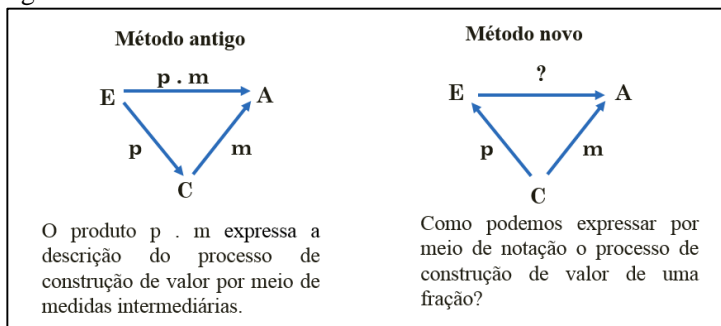 Método antigo
p . m
E
A
p
m
C
O produto p . m expressa a
descrição do processo de
construção de valor por meio de
medidas intermediárias.
Método novo
?
E
A
p
m
C
Como podemos expressar por
meio de notação o processo de
construção de valor de uma
fração?